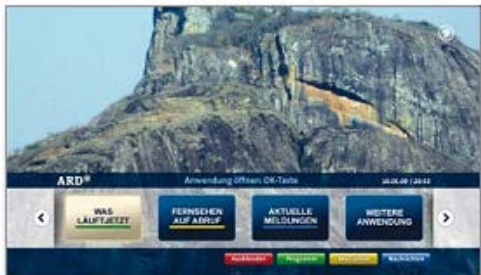 ARD®
Anwendung öffnen: OK-Taste
WAS
LÄUFT JETZT
FERNSEHEN
AUF ABRUF
AKTUELLE
MELDUNGEN
WEITERE
ANWENDUNG
Ausblenden
Programm
Nachrichten